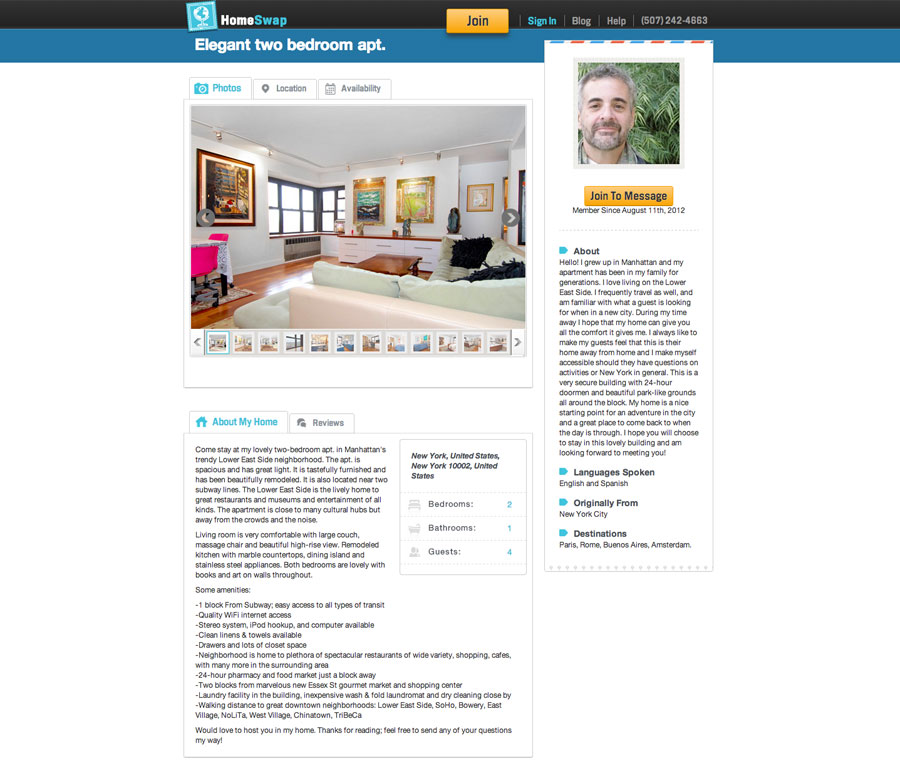 HomeSwap
Join
Sign In
Blog
Help
(507) 242-4663
Elegant two bedroom apt.
Photos
Location
Availability
About My Home
Reviews
Come stay at my lovely two-bedroom apt. in Manhattan's
trendy Lower East Side neighborhood. The apt. is
spacious and has great light. It is tastefully furnished and
has been beautifully remodeled. It is also located near two
subway lines. The Lower East Side is the lively home to
great restaurants and museums and entertainment of all
kinds. The apartment is close to many cultural hubs but
away from the crowds and the noise.
Living room is very comfortable with large couch,
massage chair and beautiful high-rise view. Remodeled
kitchen with marble countertops, dining island and
stainless steel appliances. Both bedrooms are lovely with
books and art on walls throughout.
Some amenities:
-1 block From Subway; easy access to all types of transit
-Quality WiFi internet access
-Stereo system, iPod hookup, and computer available
-Clean linens & towels available
-Drawers and lots of closet space
-Neighborhood is home to plethora of spectacular restaurants of wide variety, shopping, cafes,
with many more in the surrounding area
-24-hour pharmacy and food market just a block away
-Two blocks from marvelous new Essex St gourmet market and shopping center
-Laundry facility in the building, inexpensive wash & fold laundromat and dry cleaning close by
-Walking distance to great downtown neighborhoods: Lower East Side, SoHo, Bowery, East
Village, NoLiTa, West Village, Chinatown, TriBeCa
Would love to host you in my home. Thanks for reading; feel free to send any of your questions
my way!
New York, United States,
New York 10002, United
States
Bedrooms: 2
Bathrooms: 1
Guests: 4
Join To Message
Member Since August 11th, 2012
About
Hello! I grew up in Manhattan and my
apartment has been in my family for
generations. I love living on the Lower
East Side. I frequently travel as well, and
am familiar with what a guest is looking
for when in a new city. During my time
away I hope that my home can give you
all the comfort it gives me. I always like to
make my guests feel that this is their
home away from home and I make myself
accessible should they have questions on
activities or New York in general. This is a
very secure building with 24-hour
doormen and beautiful park-like grounds
all around the block. My home is a nice
starting point for an adventure in the city
and a great place to come back to when
the day is through. I hope you will choose
to stay in this lovely building and am
looking forward to meeting you!
Languages Spoken
English and Spanish
Originally From
New York City
Destinations
Paris, Rome, Buenos Aires, Amsterdam.